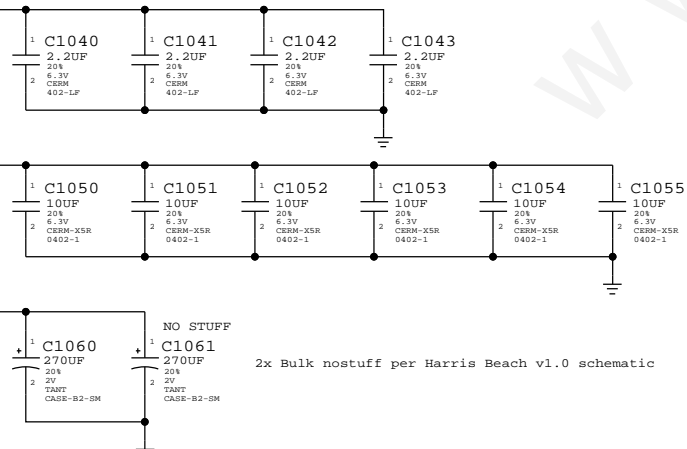 1 C1040 1 C1041 1 C1042 1 C1043
2.2UF 2.2UF 2.2UF 2.2UF
20% 20% 20% 20%
2 6.3V 2 6.3V 2 6.3V 2 6.3V
CERM CERM CERM CERM
402-LF 402-LF 402-LF 402-LF
1 C1050 1 C1051 1 C1052 1 C1053 1 C1054 1 C1055
10UF 10UF 10UF 10UF 10UF 10UF
20% 20% 20% 20% 20% 20%
2 6.3V 2 6.3V 2 6.3V 2 6.3V 2 6.3V 2 6.3V
CERM-X5R CERM-X5R CERM-X5R CERM-X5R CERM-X5R CERM-X5R
0402-1 0402-1 0402-1 0402-1 0402-1 0402-1
NO STUFF
1 C1060 1 C1061
270UF 270UF
20% 20%
2 2V 2 2V
TANT TANT
CASE-B2-SM CASE-B2-SM
2x Bulk nostuff per Harris Beach v1.0 schematic